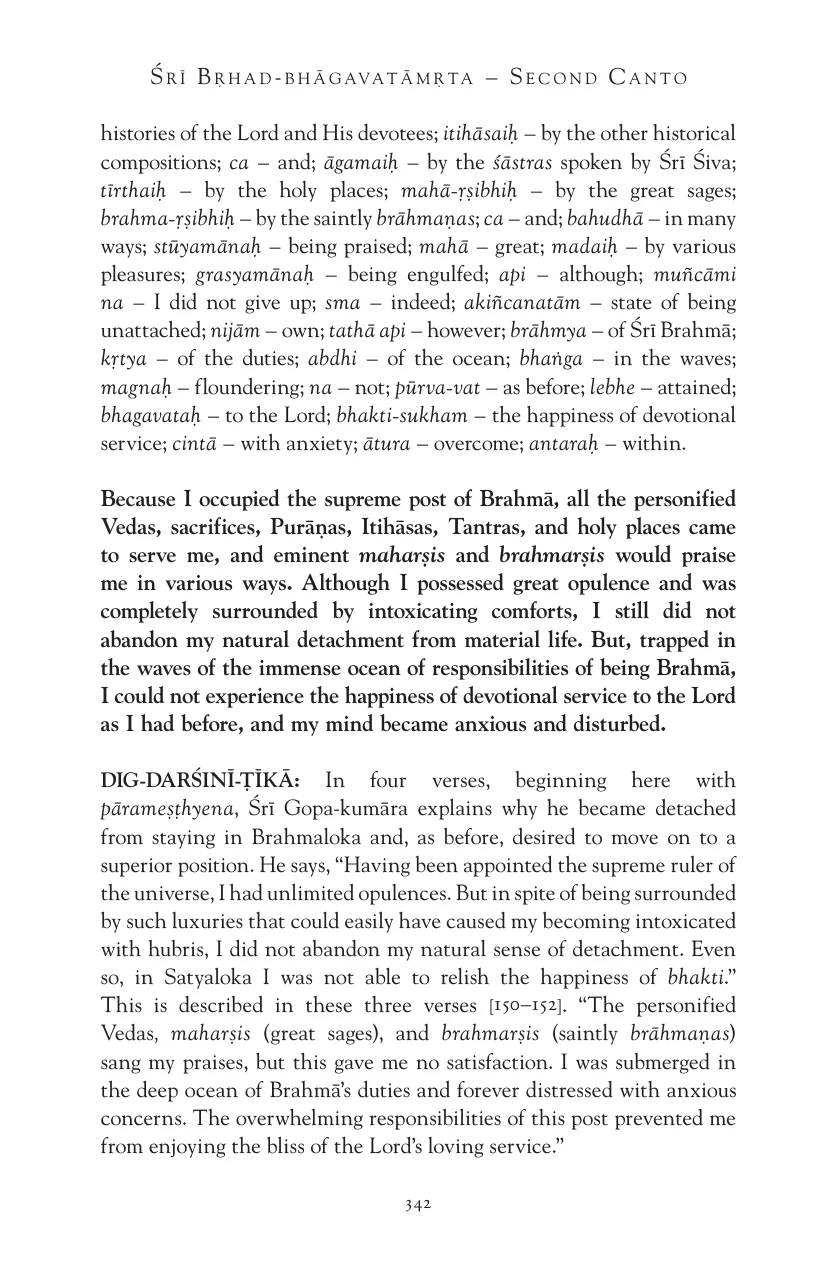 Śrī Bṛhad-bhāgavatāmṛta – Second Canto
histories of the Lord and His devotees; itihāsaiḥ – by the other historical
compositions; ca – and; āgamaiḥ – by the śāstras spoken by Śrī Śiva;
tīrthaiḥ – by the holy places; mahā-ṛṣibhiḥ – by the great sages;
brahma-ṛṣibhiḥ – by the saintly brāhmaṇas; ca – and; bahudhā – in many
ways; stūyamānaḥ – being praised; mahā – great; madaiḥ – by various
pleasures; grasyamānaḥ – being engulfed; api – although; muñcāmi
na – I did not give up; sma – indeed; akiñcanatām – state of being
unattached; nijām – own; tathā api – however; brāhmya – of Śrī Brahmā;
kṛtya – of the duties; abdhi – of the ocean; bhaṅga – in the waves;
magnaḥ – floundering; na – not; pūrva-vat – as before; lebhe – attained;
bhagavataḥ – to the Lord; bhakti-sukham – the happiness of devotional
service; cintā – with anxiety; ātura – overcome; antaraḥ – within.
Because I occupied the supreme post of Brahmā, all the personified
Vedas, sacrifices, Purāṇas, Itihāsas, Tantras, and holy places came
to serve me, and eminent maharṣis and brahmarṣis would praise
me in various ways. Although I possessed great opulence and was
completely surrounded by intoxicating comforts, I still did not
abandon my natural detachment from material life. But, trapped in
the waves of the immense ocean of responsibilities of being Brahmā,
I could not experience the happiness of devotional service to the Lord
as I had before, and my mind became anxious and disturbed.
DIG-DARŚINĪ-ṬĪKĀ: In four verses, beginning here with
pārameṣṭhyena, Śrī Gopa-kumāra explains why he became detached
from staying in Brahmaloka and, as before, desired to move on to a
superior position. He says, “Having been appointed the supreme ruler of
the universe, I had unlimited opulences. But in spite of being surrounded
by such luxuries that could easily have caused my becoming intoxicated
with hubris, I did not abandon my natural sense of detachment. Even
so, in Satyaloka I was not able to relish the happiness of bhakti.”
This is described in these three verses [150–152]. “The personified
Vedas, maharṣis (great sages), and brahmarṣis (saintly brāhmaṇas)
sang my praises, but this gave me no satisfaction. I was submerged in
the deep ocean of Brahmā’s duties and forever distressed with anxious
concerns. The overwhelming responsibilities of this post prevented me
from enjoying the bliss of the Lord’s loving service.”
342